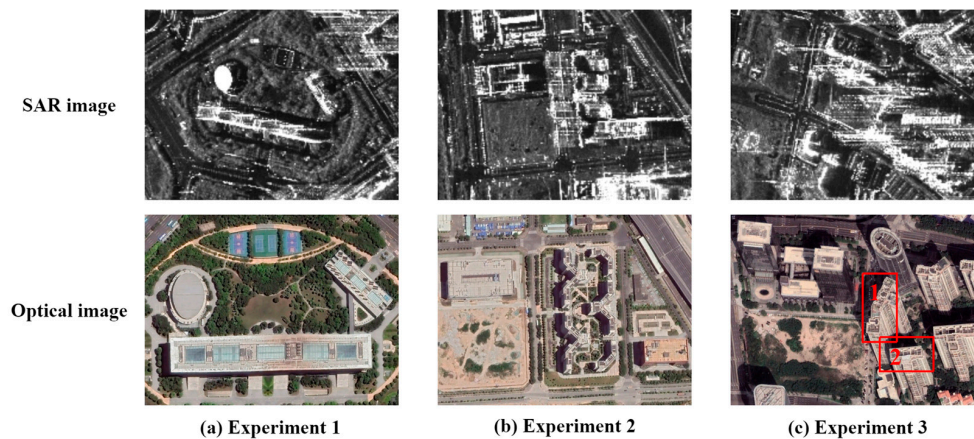 SAR image
Optical image
1
2
(a) Experiment 1
(b) Experiment 2
(c) Experiment 3